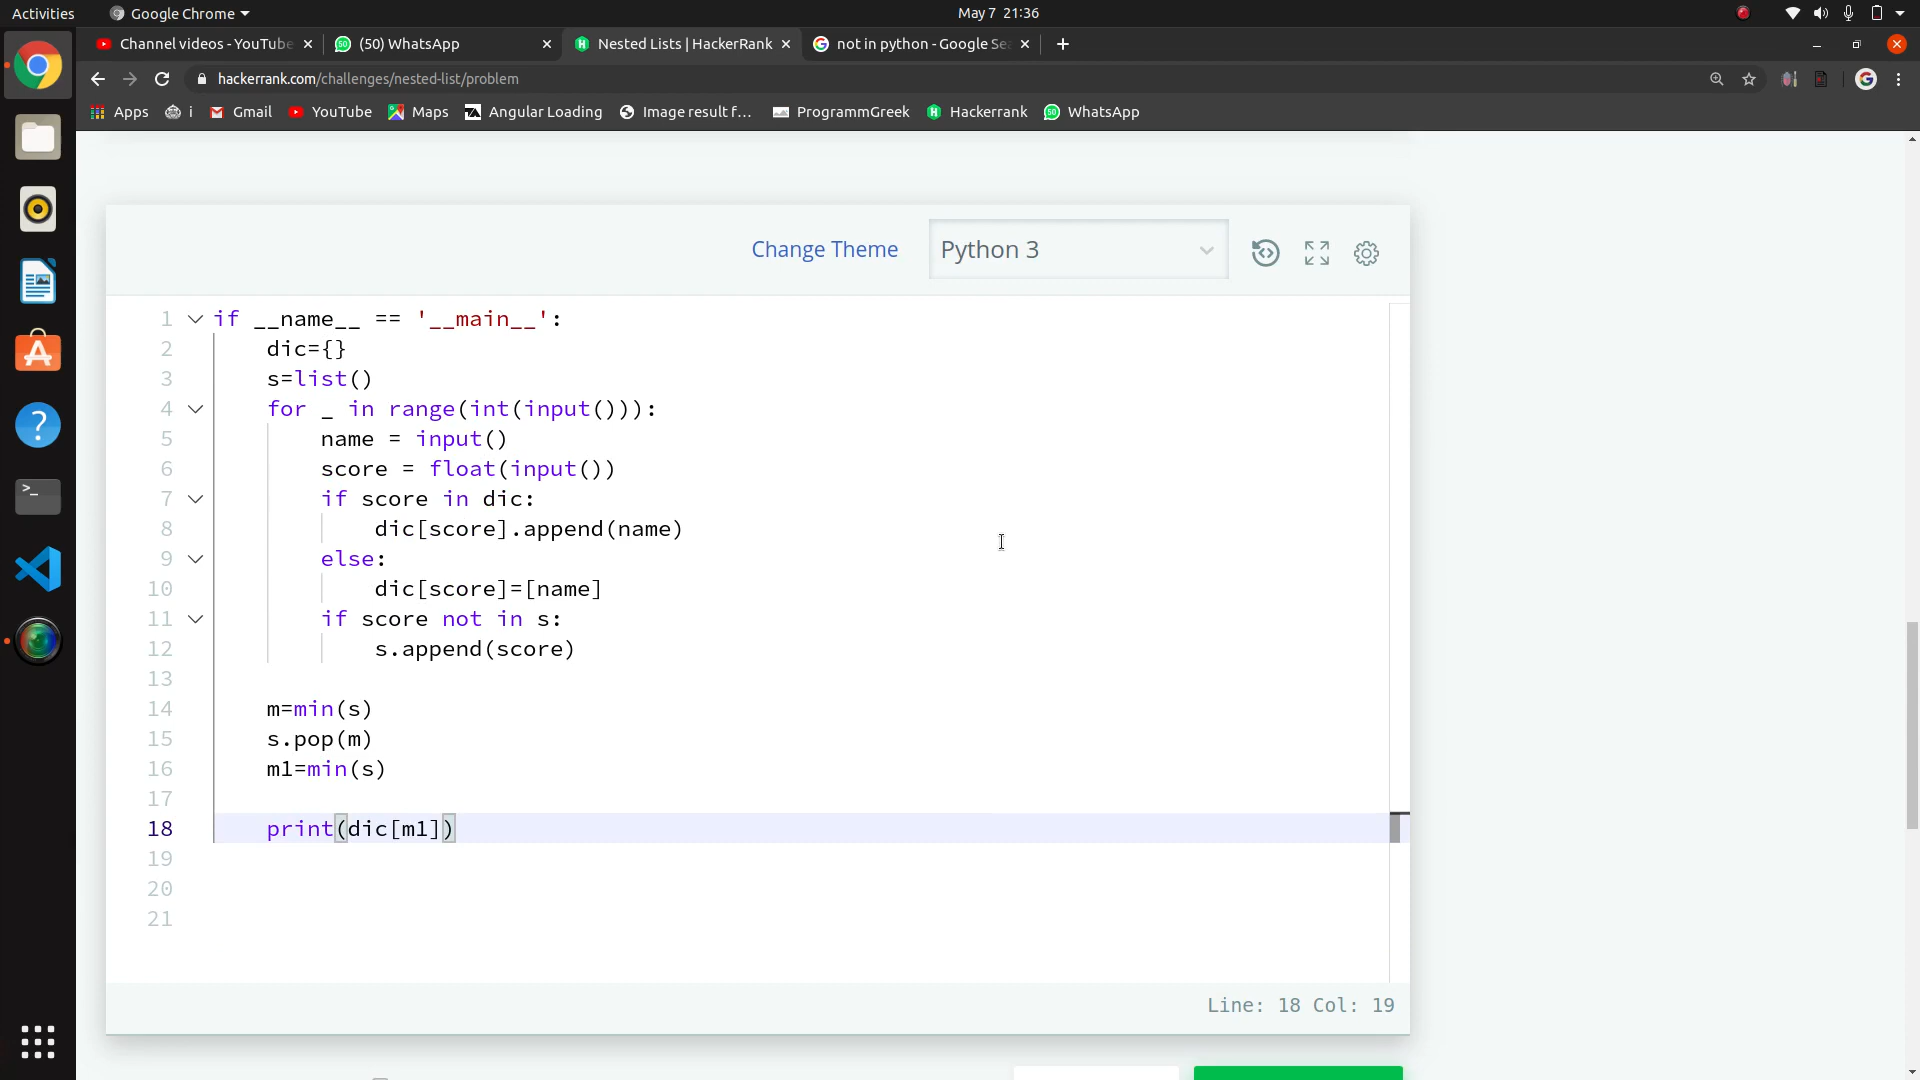 Activities
Google Chrome
May 7 21:36
Channel videos - YouTube
(50) WhatsApp
Nested Lists | HackerRank
not in python - Google Se
hackerrank.com/challenges/nested-list/problem
Apps
i
Gmail
YouTube
Maps
Angular Loading
Image result f...
ProgrammGreek
Hackerrank
WhatsApp
Change Theme
Python 3
1 if __name__ == '__main__':
2 dic={}
3 s=list()
4 for _ in range(int(input())):
5 name = input()
6 score = float(input())
7 if score in dic:
8 dic[score].append(name)
9 else:
10 dic[score]=[name]
11 if score not in s:
12 s.append(score)
13
14 m=min(s)
15 s.pop(m)
16 m1=min(s)
17
18 print(dic[m1])
19
20
21
Line: 18 Col: 19